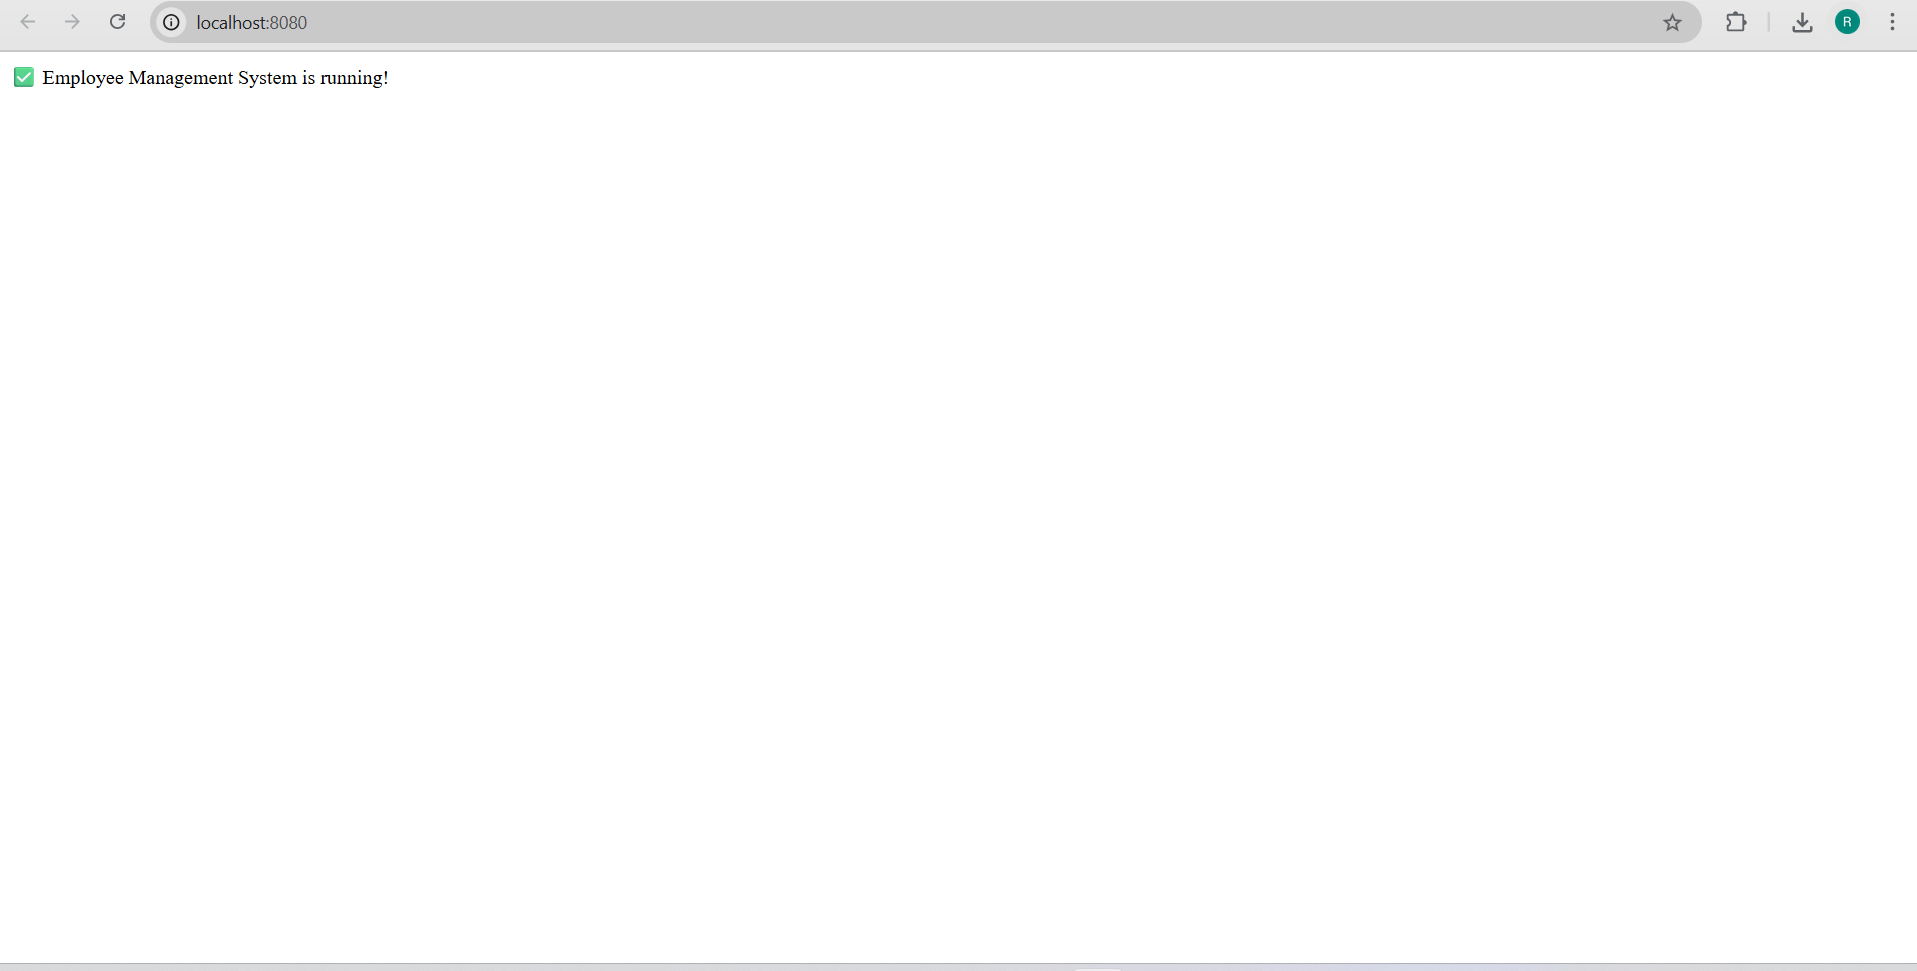 localhost:8080
R
✅ Employee Management System is running!